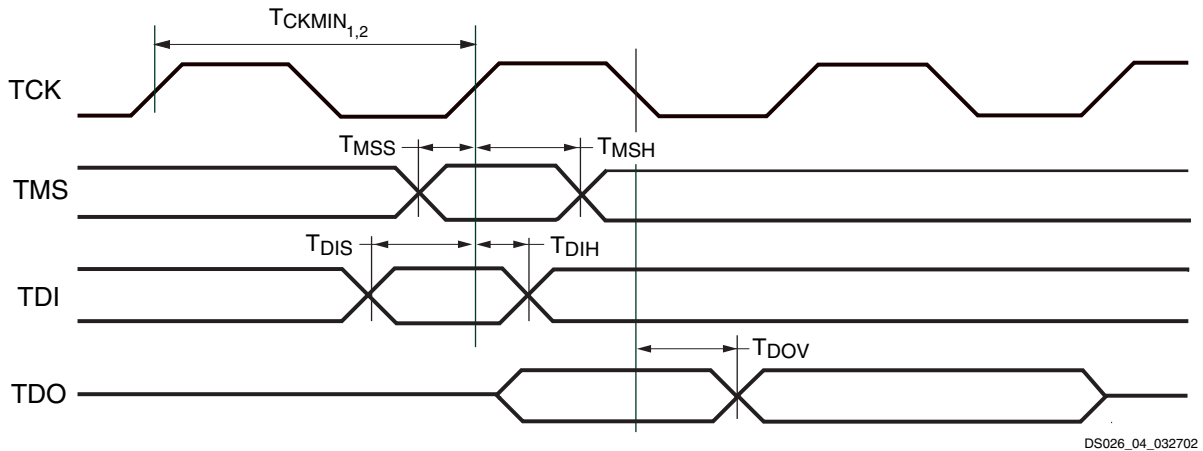 TCKMIN1,2
TCK
TMSS
TMSH
TMS
TDIS
TDIH
TDI
TDOV
TDO
DS026_04_032702